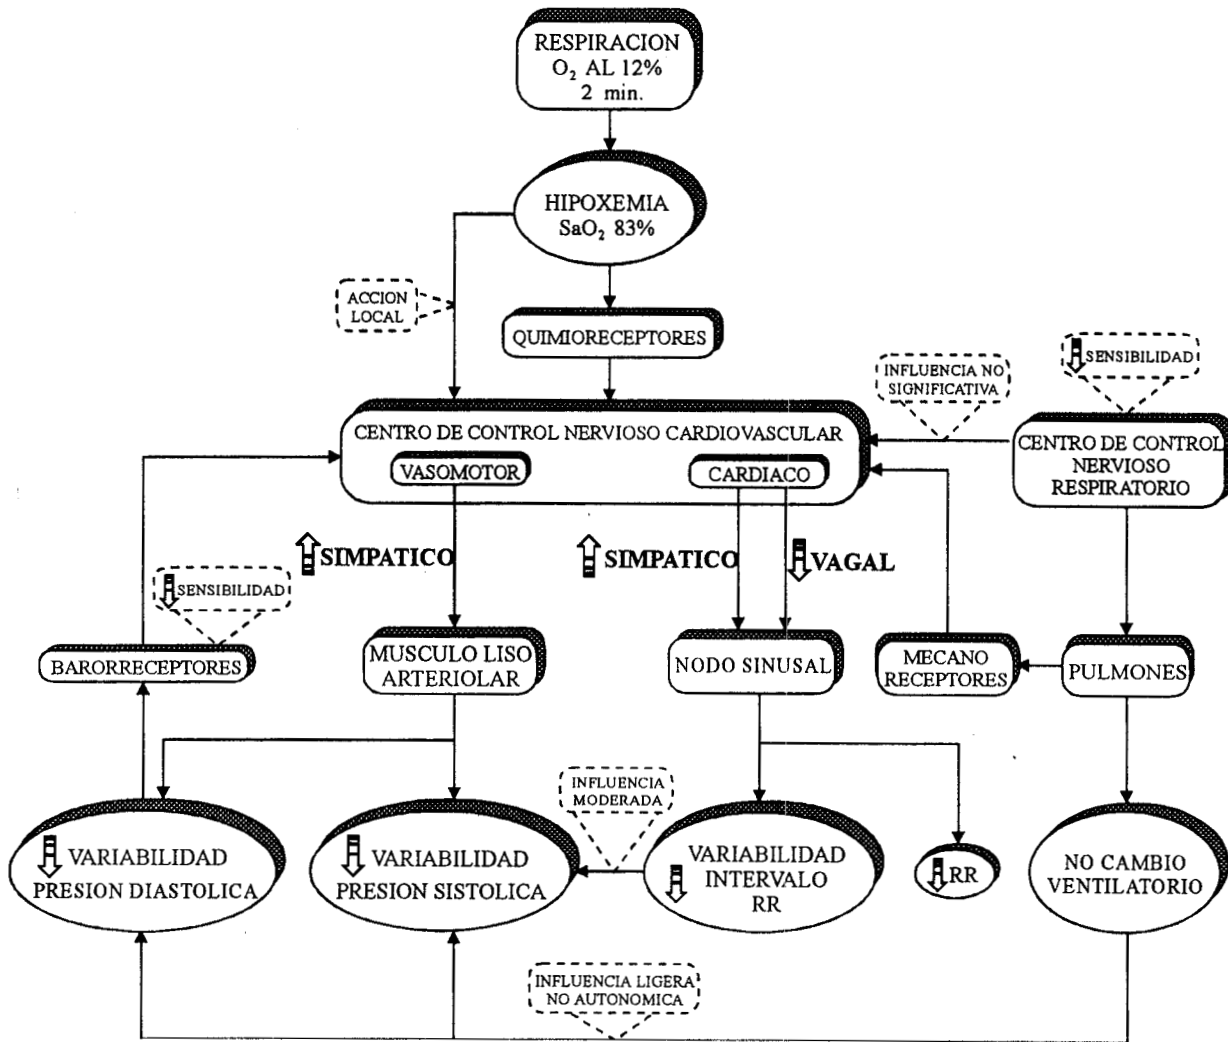 RESPIRACION
O₂ AL 12%
2 min.
HIPOXEMIA
SaO₂ 83%
ACCION
LOCAL
QUIMIORECEPTORES
INFLUENCIA NO
SIGNIFICATIVA
SENSIBILIDAD
CENTRO DE CONTROL NERVIOSO CARDIOVASCULAR
VASOMOTOR
CARDIACO
CENTRO DE CONTROL
NERVIOSO
RESPIRATORIO
SIMPATICO
SIMPATICO
VAGAL
SENSIBILIDAD
BARORRECEPTORES
MUSCULO LISO
ARTERIOLAR
NODO SINUSAL
MECANO
RECEPTORES
PULMONES
INFLUENCIA
MODERADA
VARIABILIDAD
PRESION DIASTOLICA
VARIABILIDAD
PRESION SISTOLICA
VARIABILIDAD
INTERVALO
RR
RR
NO CAMBIO
VENTILATORIO
INFLUENCIA LIGERA
NO AUTONOMICA